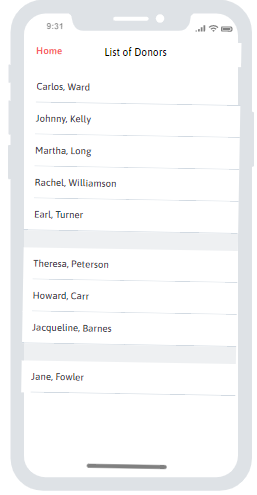 9:31
Home List of Donors
Carlos, Ward
Johnny, Kelly
Martha, Long
Rachel, Williamson
Earl, Turner
Theresa, Peterson
Howard, Carr
Jacqueline, Barnes
Jane, Fowler